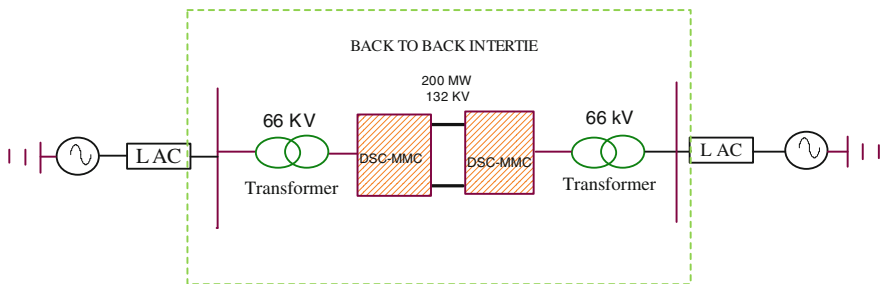 BACK TO BACK INTERTIE
200 MW
132 KV
66 KV
66 kV
L AC
DSC-MMC
DSC-MMC
L AC
Transformer
Transformer